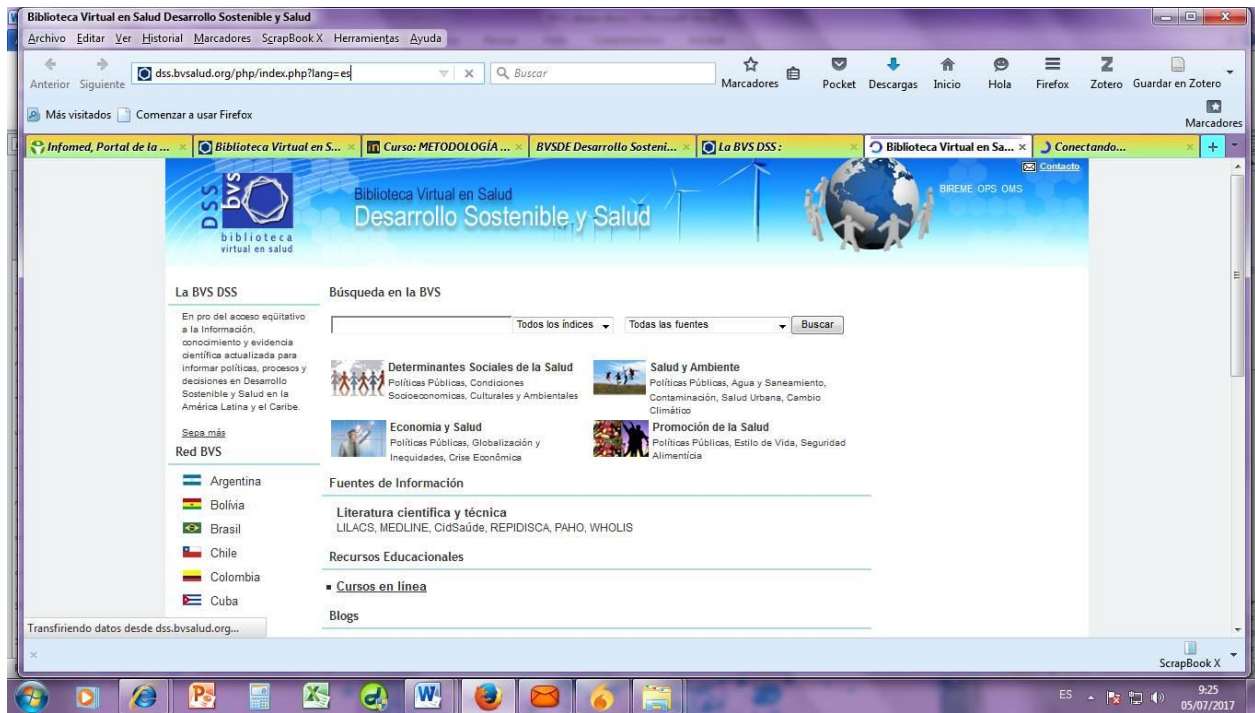 Biblioteca Virtual en Salud Desarrollo Sostenible y Salud
Archivo Editar Ver Historial Marcadores ScrapBook X Herramientas Ayuda
Anterior Siguiente
dss.bvsalud.org/php/index.php?lang=es
Buscar
Marcadores Pocket Descargas Inicio Hola Firefox Zotero Guardar en Zotero
Más visitados Comenzar a usar Firefox
Marcadores
Infomed, Portal de la ... Biblioteca Virtual en S... Curso: METODOLOGÍA ... BVSDE Desarrollo Sosteni... La BVS DSS : Biblioteca Virtual en Sa... Conectando...
Contacto
DSS
bvs
biblioteca
virtual en salud
Biblioteca Virtual en Salud
Desarrollo Sostenible y Salud
BIREME OPS OMS
La BVS DSS
En pro del acceso eqüitativo
a la Información,
conocimiento y evidencia
científica actualizada para
informar políticas, procesos y
decisiones en Desarrollo
Sostenible y Salud en la
América Latina y el Caribe.
Sepa más
Red BVS
Argentina
Bolívia
Brasil
Chile
Colombia
Cuba
Búsqueda en la BVS
Todos los índices Todas las fuentes Buscar
Determinantes Sociales de la Salud
Políticas Públicas, Condiciones
Socioeconomicas, Culturales y Ambientales
Salud y Ambiente
Políticas Públicas, Agua y Saneamiento,
Contaminación, Salud Urbana, Cambio
Climático
Economia y Salud
Políticas Públicas, Globalización y
Inequidades, Crise Econômica
Promoción de la Salud
Políticas Públicas, Estilo de Vida, Seguridad
Alimentícia
Fuentes de Información
Literatura científica y técnica
LILACS, MEDLINE, CidSaúde, REPIDISCA, PAHO, WHOLIS
Recursos Educacionales
Cursos en línea
Blogs
Transfiriendo datos desde dss.bvsalud.org...
ScrapBook X
ES
9:25
05/07/2017